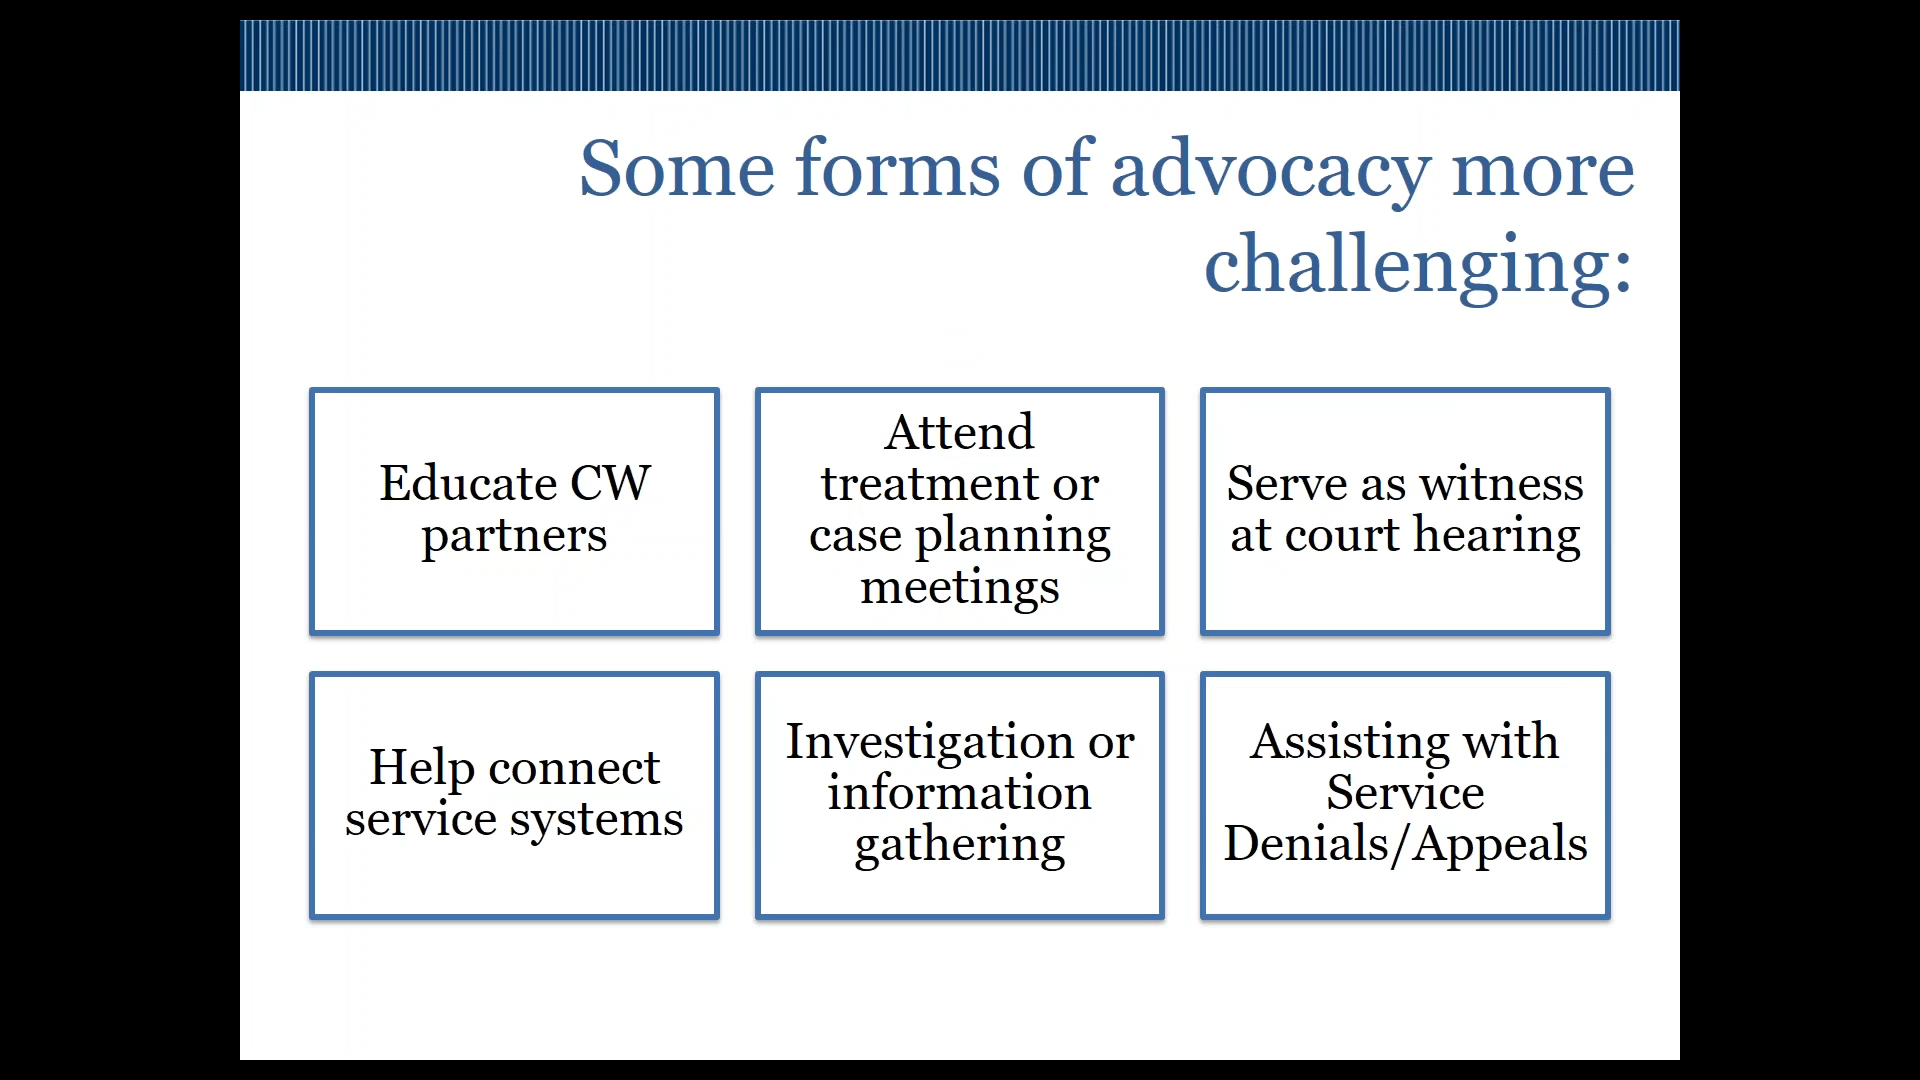 Some forms of advocacy more
challenging:
Educate CW
partners
Attend
treatment or
case planning
meetings
Serve as witness
at court hearing
Help connect
service systems
Investigation or
information
gathering
Assisting with
Service
Denials/Appeals